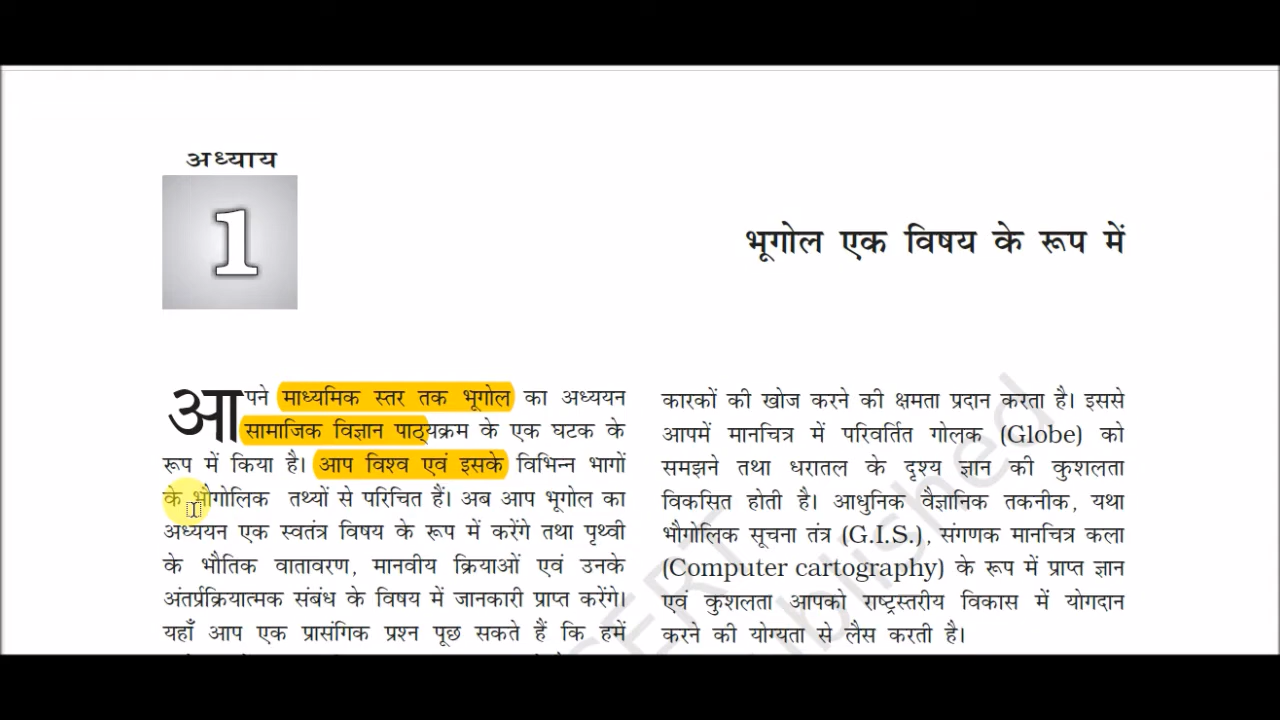 अध्याय
1
भूगोल एक विषय के रूप में
आपने माध्यमिक स्तर तक भूगोल का अध्ययन
सामाजिक विज्ञान पाठ्यक्रम के एक घटक के
रूप में किया है। आप विश्व एवं इसके विभिन्न भागों
के भौगोलिक तथ्यों से परिचित हैं। अब आप भूगोल का
अध्ययन एक स्वतंत्र विषय के रूप में करेंगे तथा पृथ्वी
के भौतिक वातावरण, मानवीय क्रियाओं एवं उनके
अंतर्प्रक्रियात्मक संबंध के विषय में जानकारी प्राप्त करेंगे।
यहाँ आप एक प्रासंगिक प्रश्न पूछ सकते हैं कि हमें
कारकों की खोज करने की क्षमता प्रदान करता है। इससे
आपमें मानचित्र में परिवर्तित गोलक (Globe) को
समझने तथा धरातल के दृश्य ज्ञान की कुशलता
विकसित होती है। आधुनिक वैज्ञानिक तकनीक, यथा
भौगोलिक सूचना तंत्र (G.I.S.), संगणक मानचित्र कला
(Computer cartography) के रूप में प्राप्त ज्ञान
एवं कुशलता आपको राष्ट्रस्तरीय विकास में योगदान
करने की योग्यता से लैस करती है।